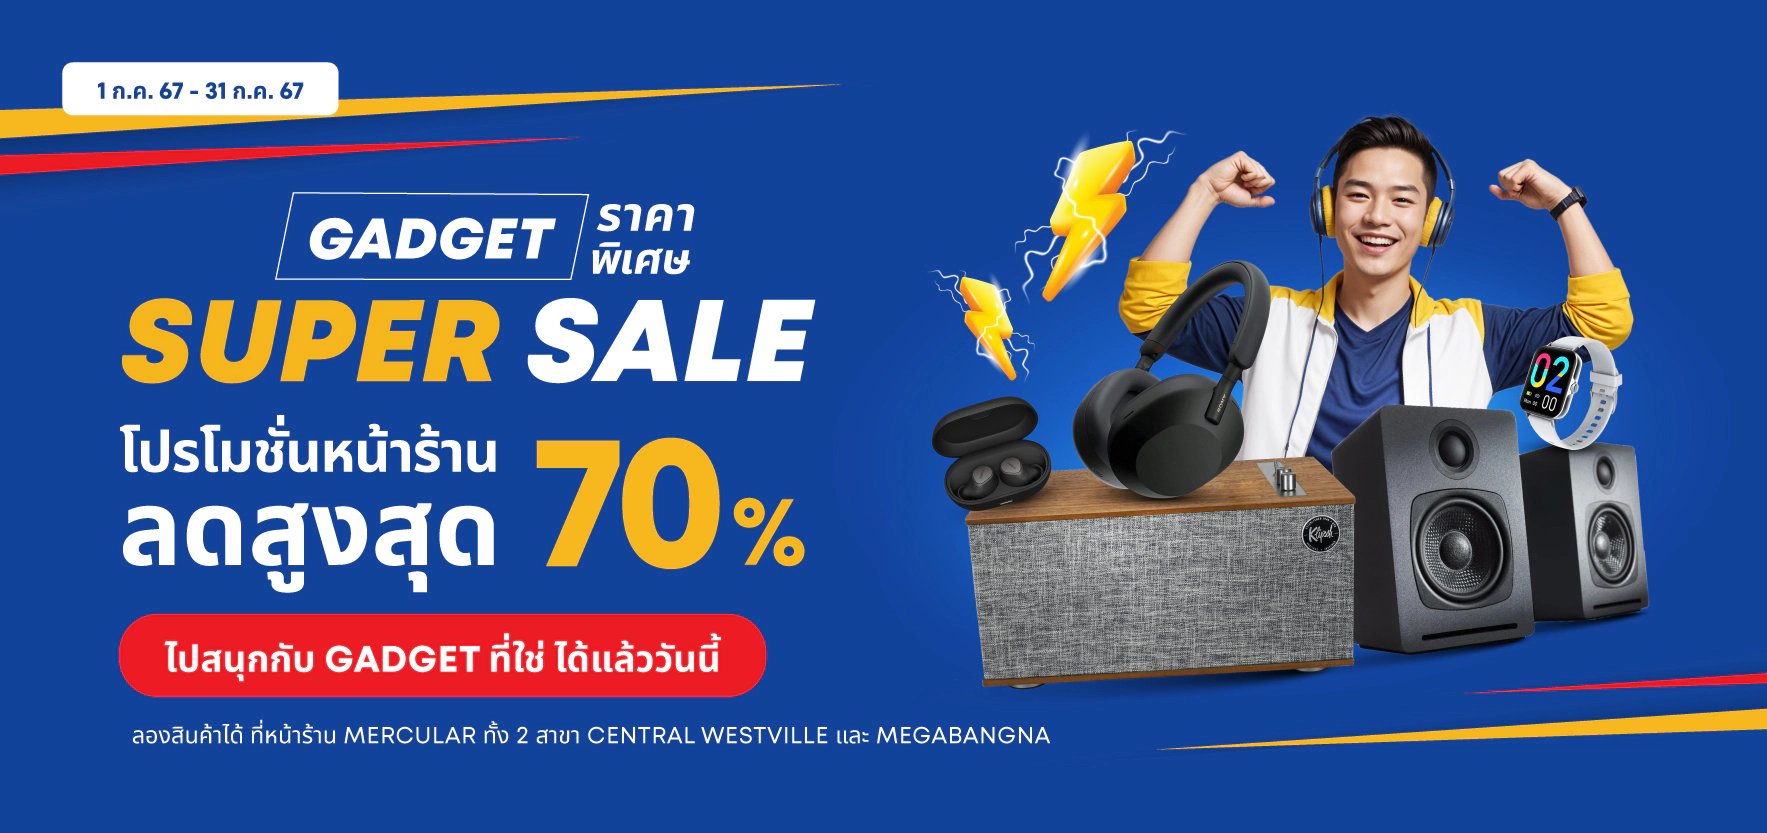 1 ก.ค. 67 - 31 ก.ค. 67
GADGET ราคา
พิเศษ
SUPER SALE
โปรโมชั่นหน้าร้าน
ลดสูงสุด 70%
ไปสนุกกับ GADGET ที่ใช่ ได้แล้ววันนี้
ลองสินค้าได้ ที่หน้าร้าน MERCULAR ทั้ง 2 สาขา CENTRAL WESTVILLE และ MEGABANGNA
SONY
Klipsch
02
00